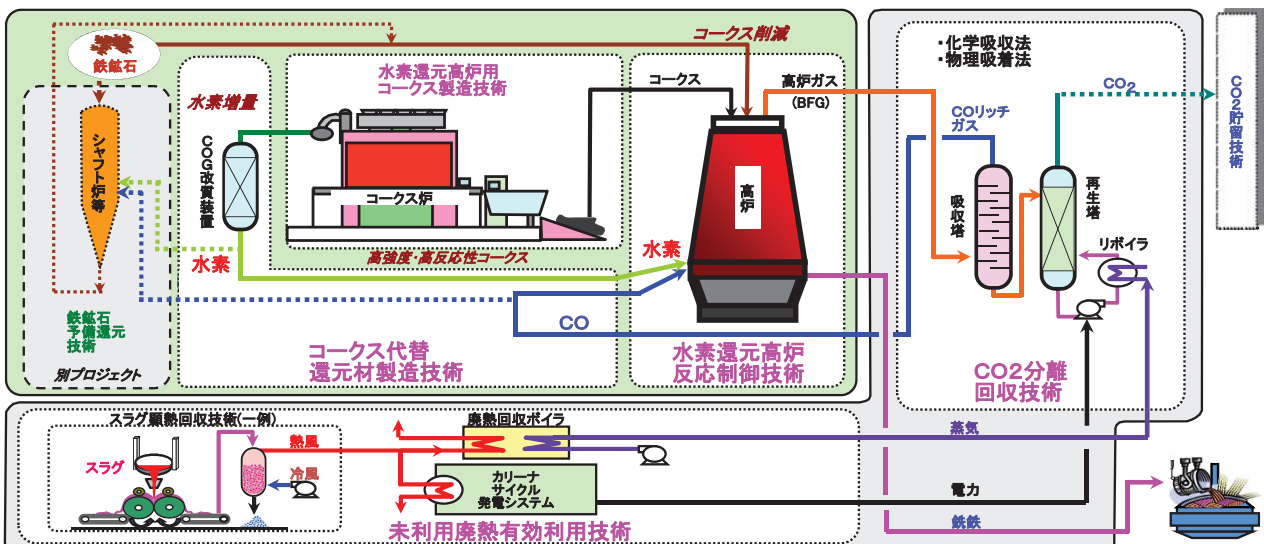 鉄鉱石
シャフト炉等
鉄鉱石
予備還元
技術
別プロジェクト
水素増量
COG改質装置
水素
水素還元高炉用
コークス製造技術
コークス炉
高強度・高反応性コークス
コークス代替
還元材製造技術
CO
コークス削減
コークス
高炉ガス
(BFG)
高炉
水素
水素還元高炉
反応制御技術
・化学吸収法
・物理吸着法
COリッチ
ガス
CO2
吸収塔
再生塔
リボイラ
CO2分離
回収技術
CO2貯留技術
スラグ顕熱回収技術(一例)
スラグ
熱風
冷風
廃熱回収ボイラ
カリーナ
サイクル
発電システム
未利用廃熱有効利用技術
蒸気
電力
銑鉄